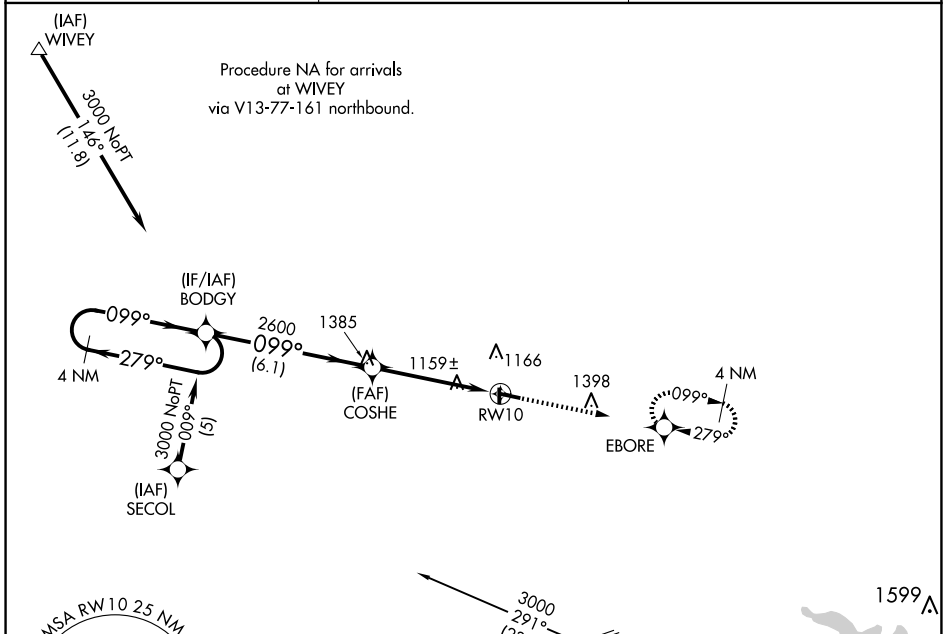 (IAF)
WIVEY
Procedure NA for arrivals
at WIVEY
via V13-77-161 northbound.
3000 NoPT
146°
(11.8)
(IF/IAF)
BODGY
099°
279°
4 NM
2600
099°
(6.1)
1385
1159±
1166
1398
4 NM
099°
279°
(FAF)
COSHE
RW10
EBORE
3000 NoPT
009°
(5)
(IAF)
SECOL
MSA RW10 25 NM
3000
291°
1599